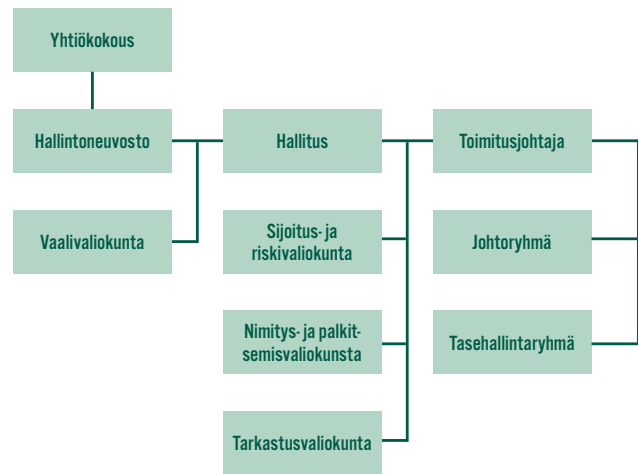 Yhtiökokous
Hallintoneuvosto
Hallitus
Toimitusjohtaja
Vaalivaliokunta
Sijoitus- ja
riskivaliokunta
Johtoryhmä
Nimitys- ja palkit-
semisvaliokunsta
Tasehallintaryhmä
Tarkastusvaliokunta